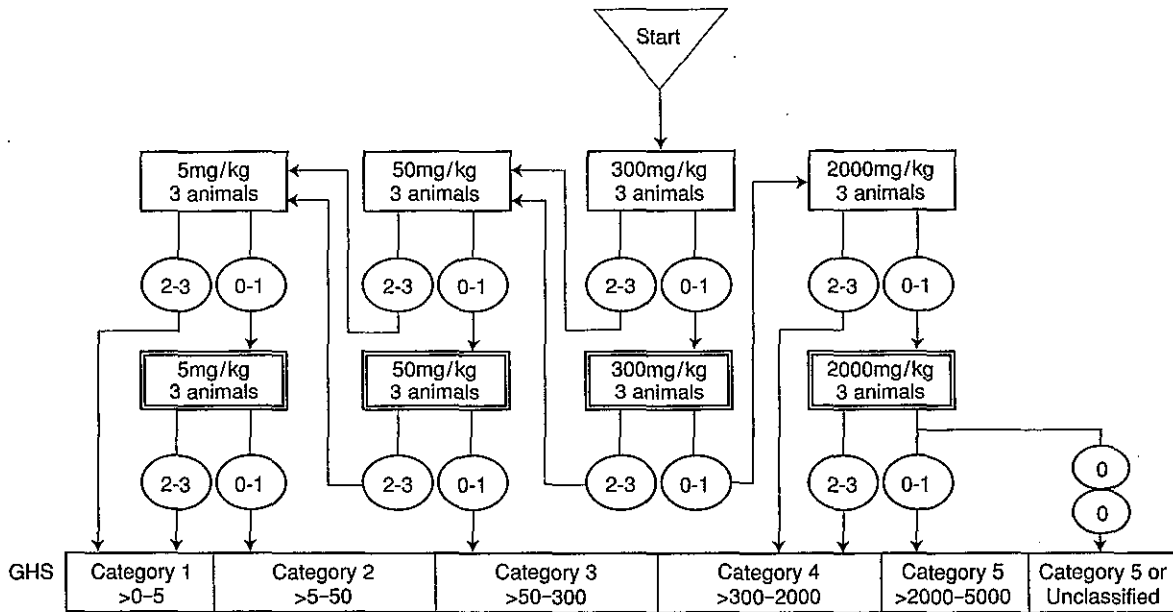 Start
5mg/kg
3 animals
50mg/kg
3 animals
300mg/kg
3 animals
2000mg/kg
3 animals
2-3
0-1
2-3
0-1
2-3
0-1
2-3
0-1
5mg/kg
3 animals
50mg/kg
3 animals
300mg/kg
3 animals
2000mg/kg
3 animals
2-3
0-1
2-3
0-1
2-3
0-1
2-3
0-1
0
0
GHS
Category 1
>0-5
Category 2
>5-50
Category 3
>50-300
Category 4
>300-2000
Category 5
>2000-5000
Category 5 or
Unclassified